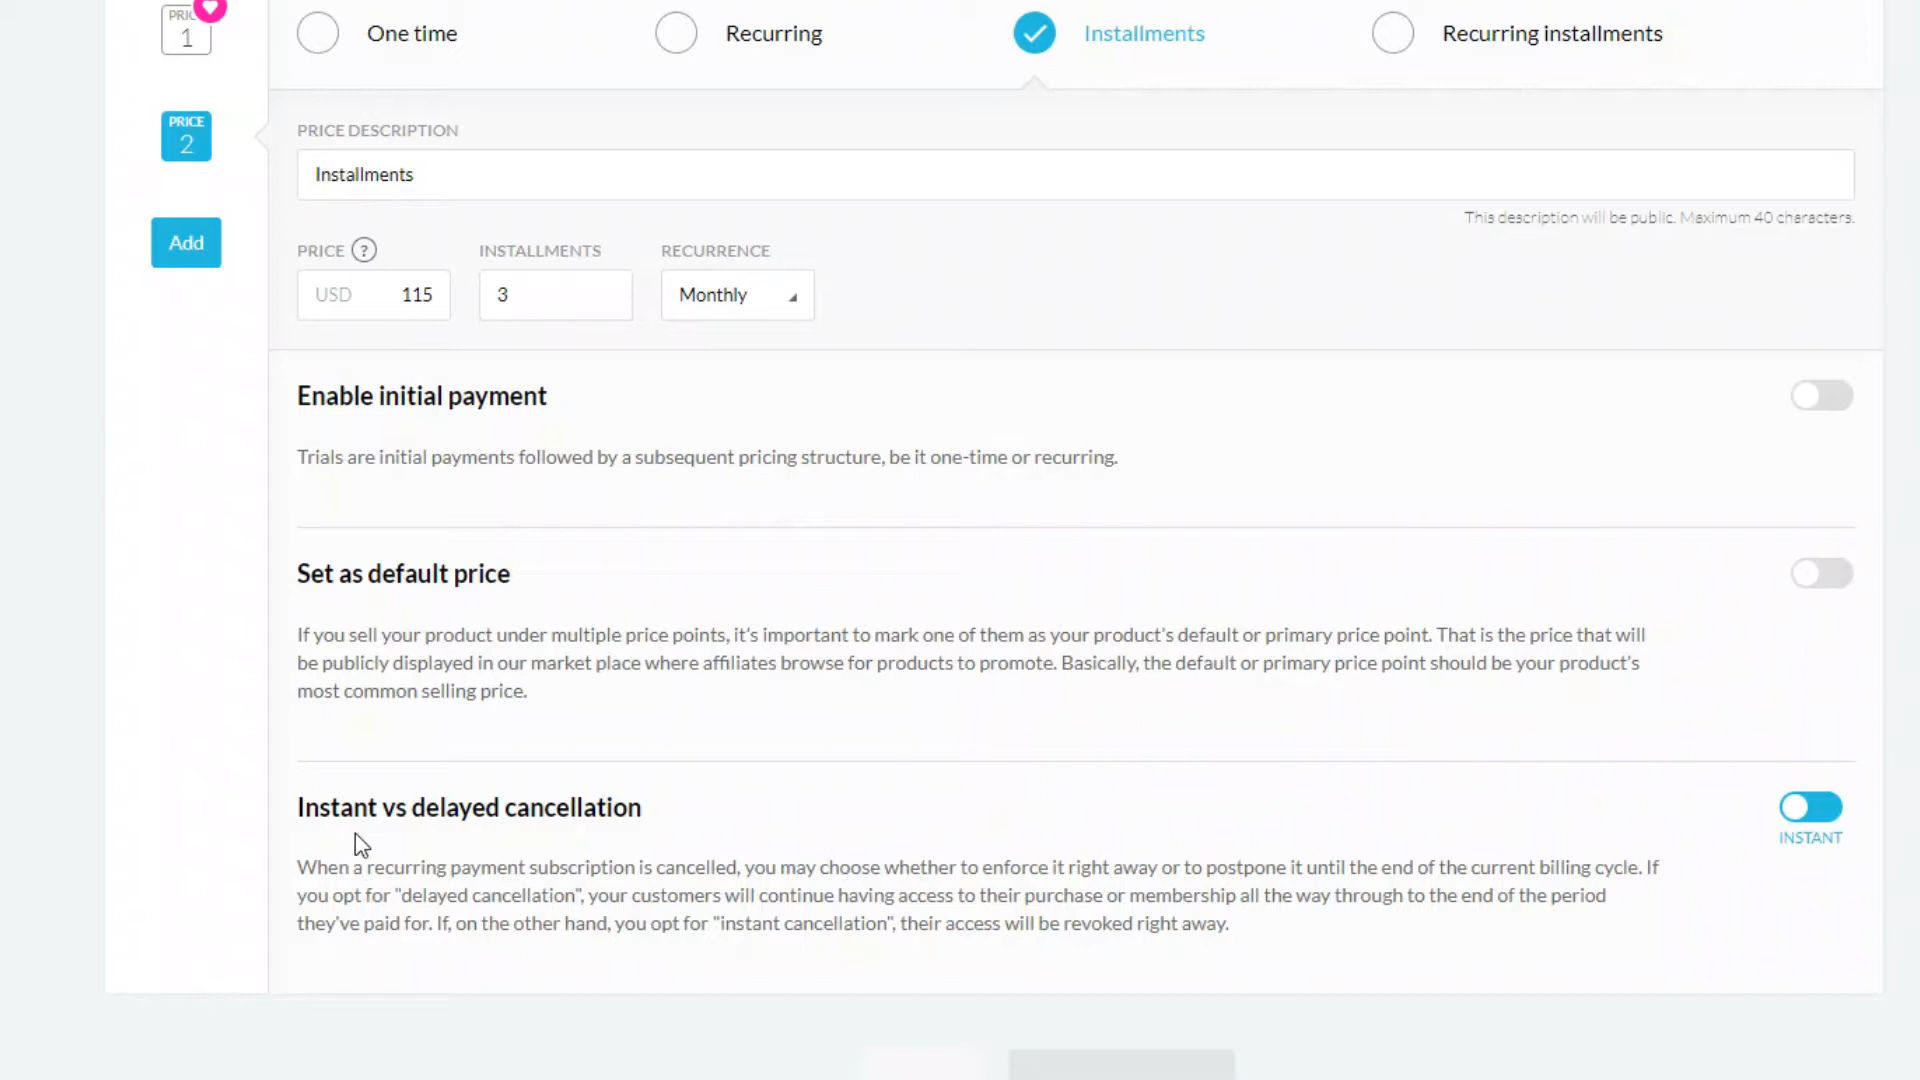 1
One time
Recurring
Installments
Recurring installments
PRICE
2
Add
PRICE DESCRIPTION
Installments
This description will be public. Maximum 40 characters.
PRICE ?
INSTALLMENTS
RECURRENCE
USD 115
3
Monthly
Enable initial payment
Trials are initial payments followed by a subsequent pricing structure, be it one-time or recurring.
Set as default price
If you sell your product under multiple price points, it's important to mark one of them as your product's default or primary price point. That is the price that will
be publicly displayed in our market place where affiliates browse for products to promote. Basically, the default or primary price point should be your product's
most common selling price.
Instant vs delayed cancellation
INSTANT
When a recurring payment subscription is cancelled, you may choose whether to enforce it right away or to postpone it until the end of the current billing cycle. If
you opt for "delayed cancellation", your customers will continue having access to their purchase or membership all the way through to the end of the period
they've paid for. If, on the other hand, you opt for "instant cancellation", their access will be revoked right away.